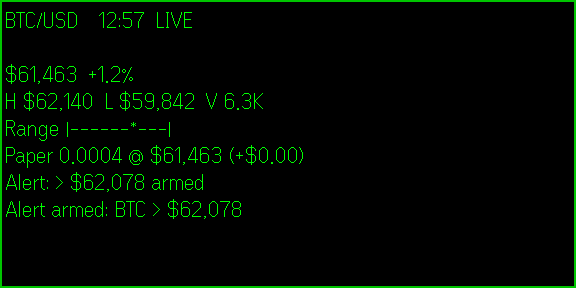 BTC/USD 12:57 LIVE
$61,463 +1.2%
H $62,140 L $59,842 V 6.3K
Range |------*---|
Paper 0.0004 @ $61,463 (+$0.00)
Alert: > $62,078 armed
Alert armed: BTC > $62,078